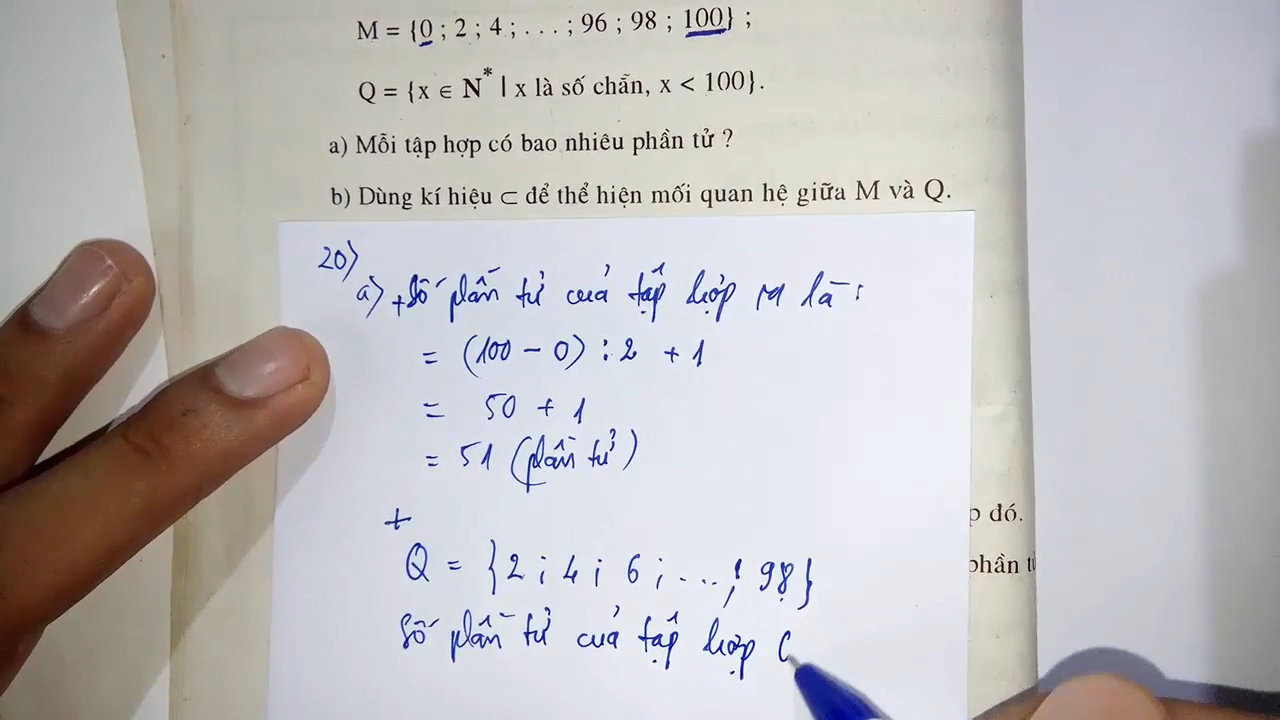 M = {0 ; 2 ; 4 ; . . . ; 96 ; 98 ; 100} ;
Q = {x ∈ N* | x là số chẵn, x < 100}.
a) Mỗi tập hợp có bao nhiêu phần tử ?
b) Dùng kí hiệu ⊂ để thể hiện mối quan hệ giữa M và Q.
20)
a) + Số phần tử của tập hợp M là :
= (100 - 0) : 2 + 1
= 50 + 1
= 51 (phần tử)
đó.
phần
+
Q = {2 ; 4 ; 6 ; ... ; 98}
Số phần tử của tập hợp